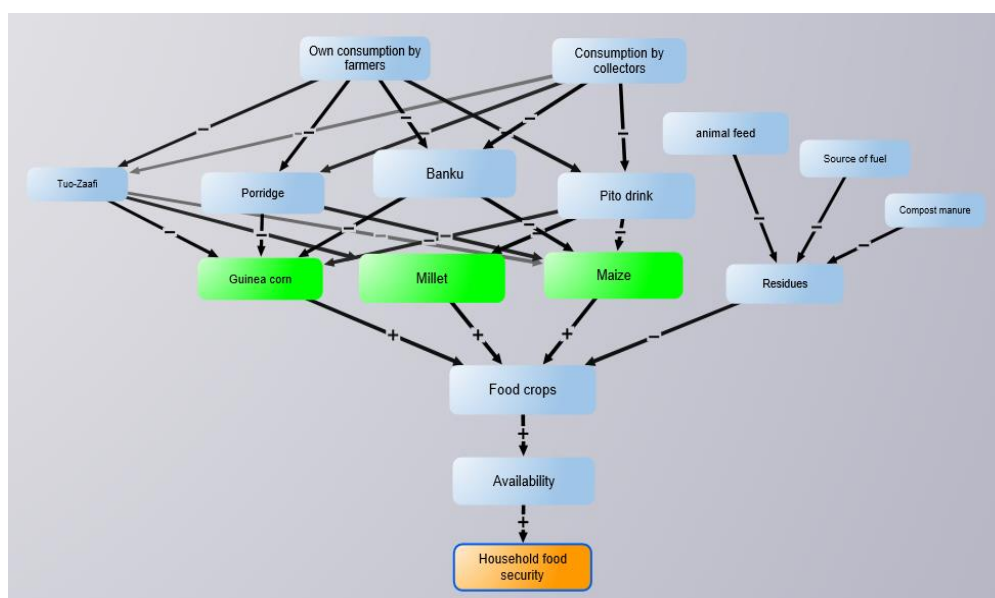 Own consumption by
farmers
Consumption by
collectors
animal feed
Source of fuel
Tuo-Zaafi
Porridge
Banku
Pito drink
Compost manure
Guinea corn
Millet
Maize
Residues
Food crops
Availability
Household food
security